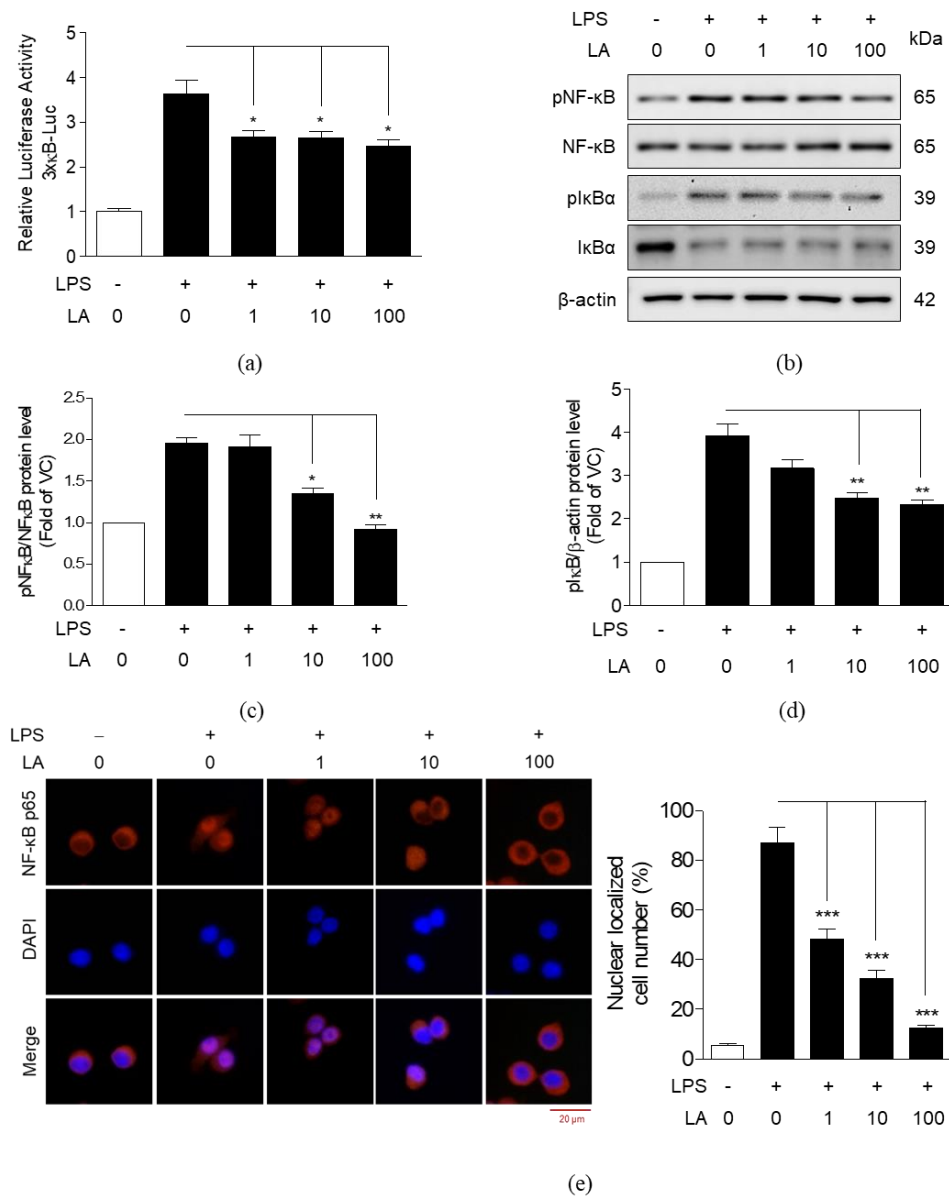 Relative Luciferase Activity
3xκB-Luc
5
4
3
2
1
0
LPS - + + + +
LA 0 0 1 10 100
* * *
(a)
LPS - + + + +
LA 0 0 1 10 100 kDa
pNF-κB 65
NF-κB 65
pIκBα 39
IκBα 39
β-actin 42
(b)
pNFκB/NFκB protein level
(Fold of VC)
2.5
2.0
1.5
1.0
0.5
0.0
* **
LPS - + + + +
LA 0 0 1 10 100
(c)
pIκB/β-actin protein level
(Fold of VC)
5
4
3
2
1
0
** **
LPS - + + + +
LA 0 0 1 10 100
(d)
LPS – + + + +
LA 0 0 1 10 100
NF-κB p65
DAPI
Merge
20 μm
Nuclear localized
cell number (%)
100
80
60
40
20
0
*** *** ***
LPS - + + + +
LA 0 0 1 10 100
(e)